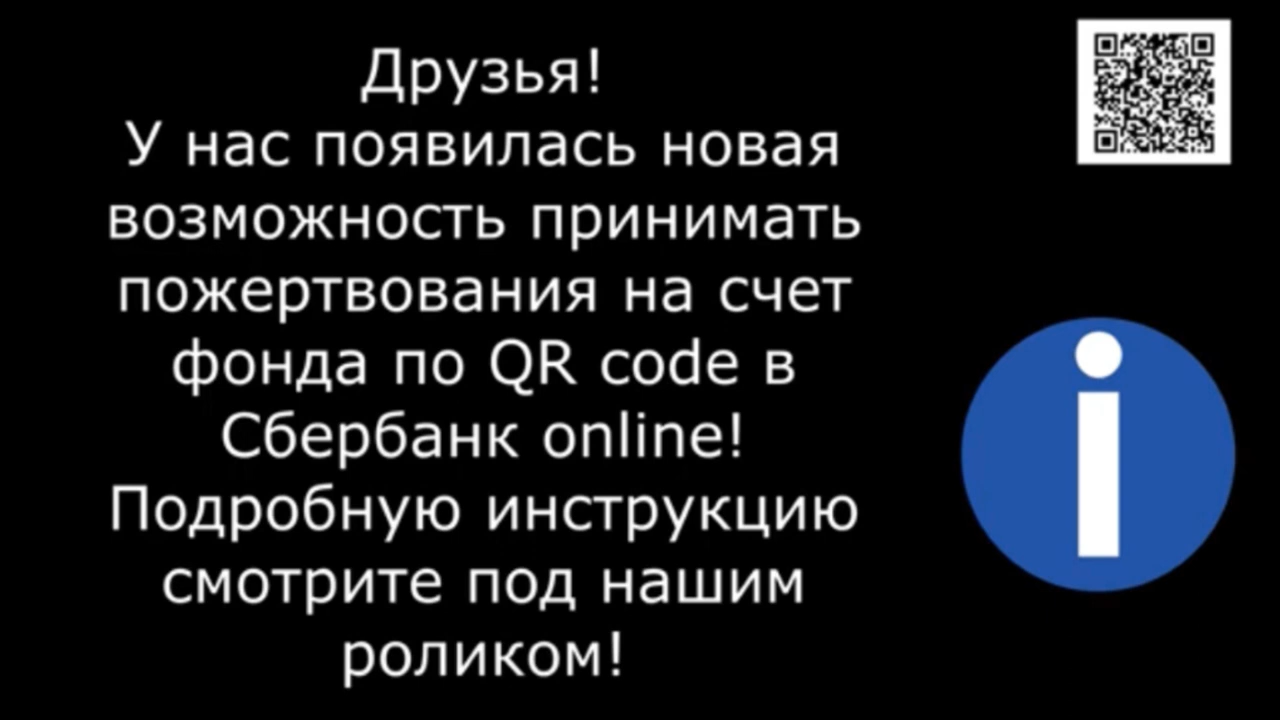 Друзья!
У нас появилась новая
возможность принимать
пожертвования на счет
фонда по QR code в
Сбербанк online!
Подробную инструкцию
смотрите под нашим
роликом!